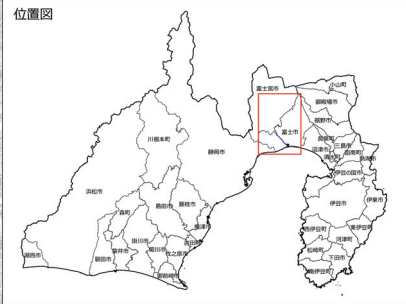 位置図
小山町
富士宮市
御殿場市
裾野市
富士市
川根本町
静岡市
長泉町
三島市
沼津市
函南町
清水町
熱海市
伊豆の国市
浜松市
伊豆市
伊東市
島田市
藤枝市
森町
焼津市
西伊豆町
東伊豆町
掛川市
吉田町
河津町
袋井市
菊川市
牧之原市
松崎町
湖西市
磐田市
下田市
御前崎市
南伊豆町